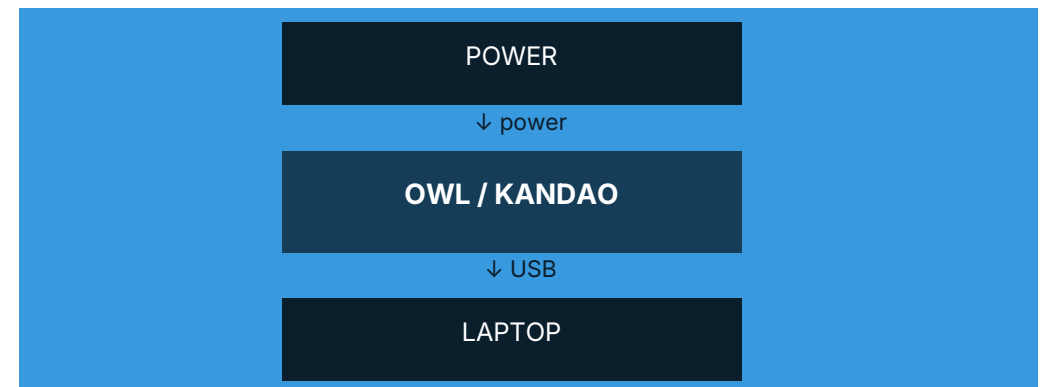 POWER
↓ power
OWL / KANDAO
↓ USB
LAPTOP